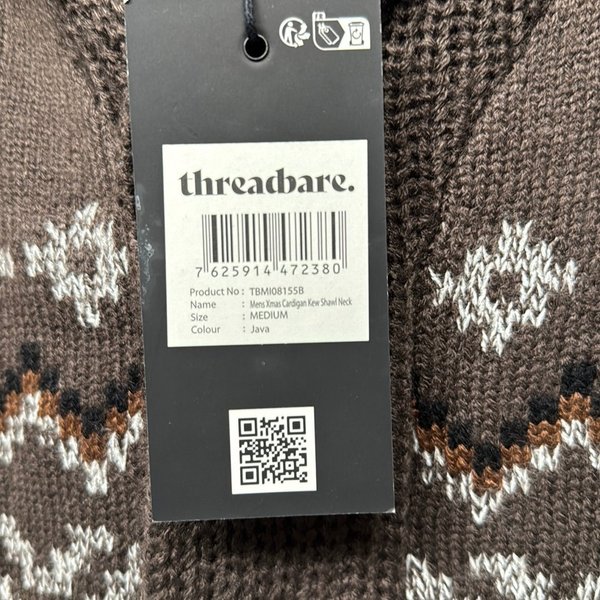 threadbare.
7 625914 472380
Product No : TBMI08155B
Name : Mens Xmas Cardigan Kew Shawl Neck
Size : MEDIUM
Colour : Java